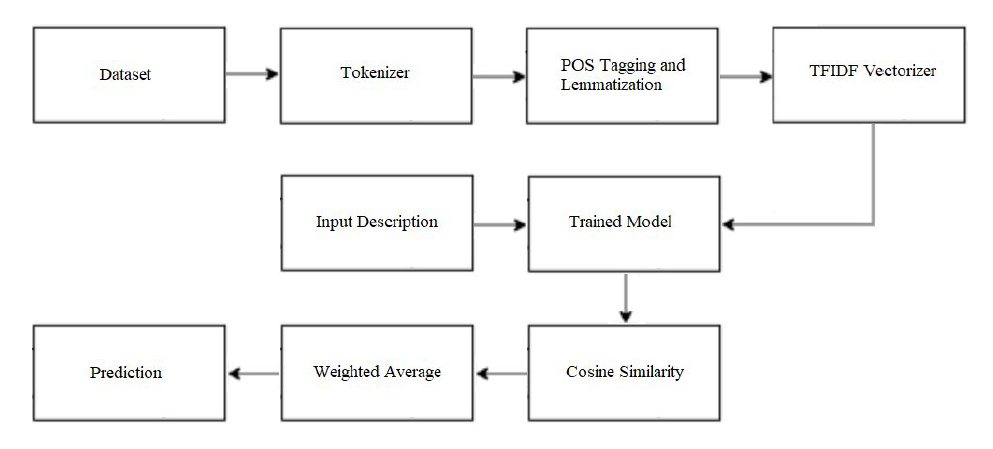 Dataset
Tokenizer
POS Tagging and
Lemmatization
TFIDF Vectorizer
Input Description
Trained Model
Prediction
Weighted Average
Cosine Similarity